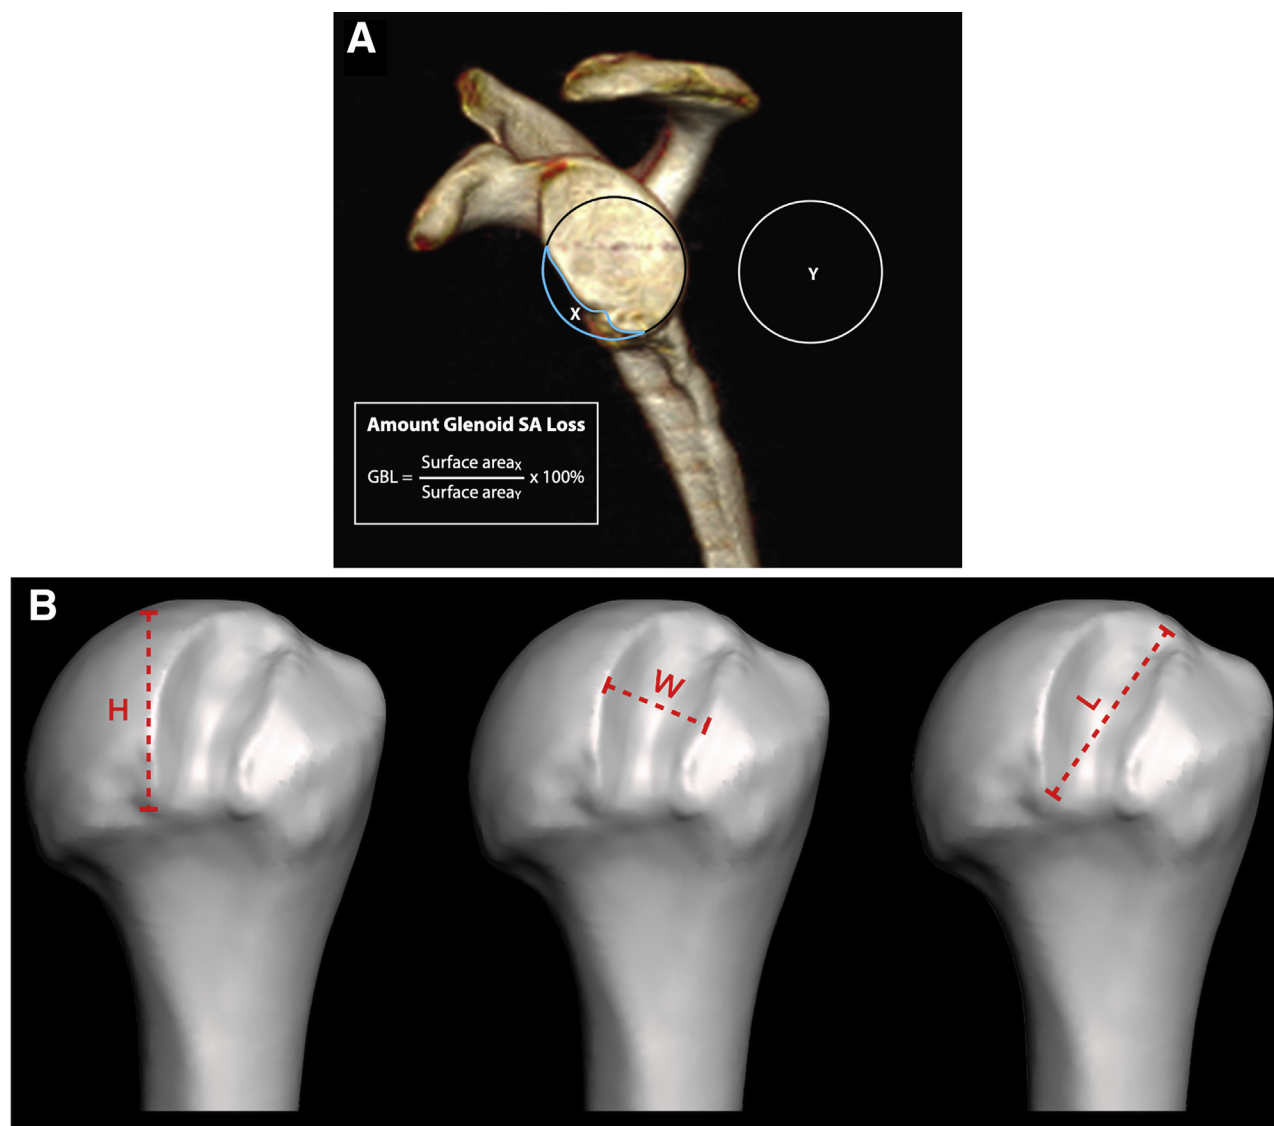 A
Y
X
Amount Glenoid SA Loss
GBL = Surface areaX / Surface areaY x 100%
B
H
W
L